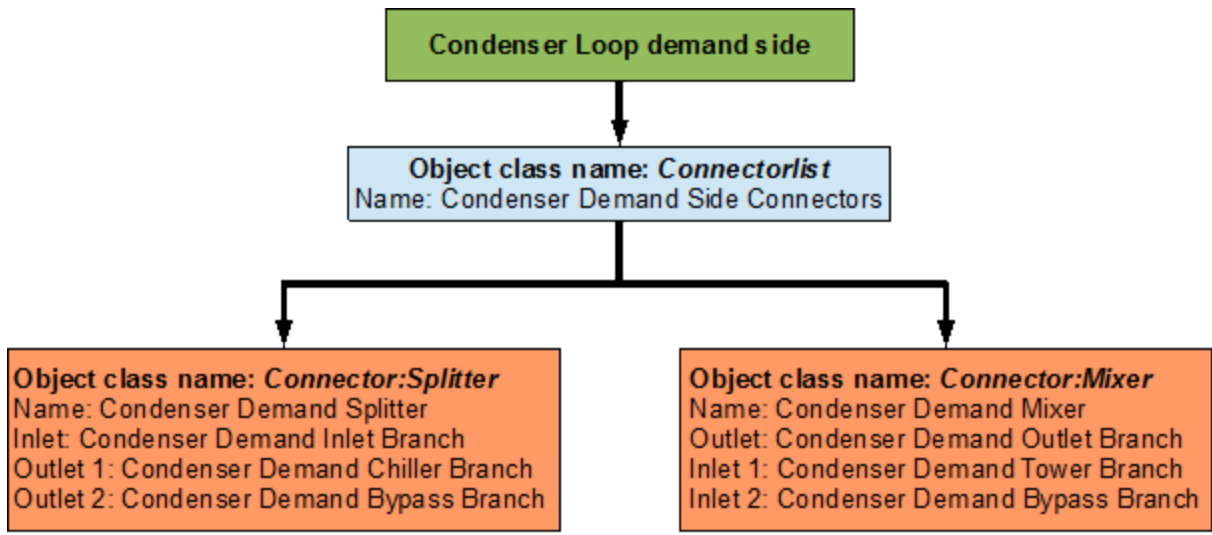 Condenser Loop demand side
Object class name: Connectorlist
Name: Condenser Demand Side Connectors
Object class name: Connector:Splitter
Name: Condenser Demand Splitter
Inlet: Condenser Demand Inlet Branch
Outlet 1: Condenser Demand Chiller Branch
Outlet 2: Condenser Demand Bypass Branch
Object class name: Connector:Mixer
Name: Condenser Demand Mixer
Outlet: Condenser Demand Outlet Branch
Inlet 1: Condenser Demand Tower Branch
Inlet 2: Condenser Demand Bypass Branch